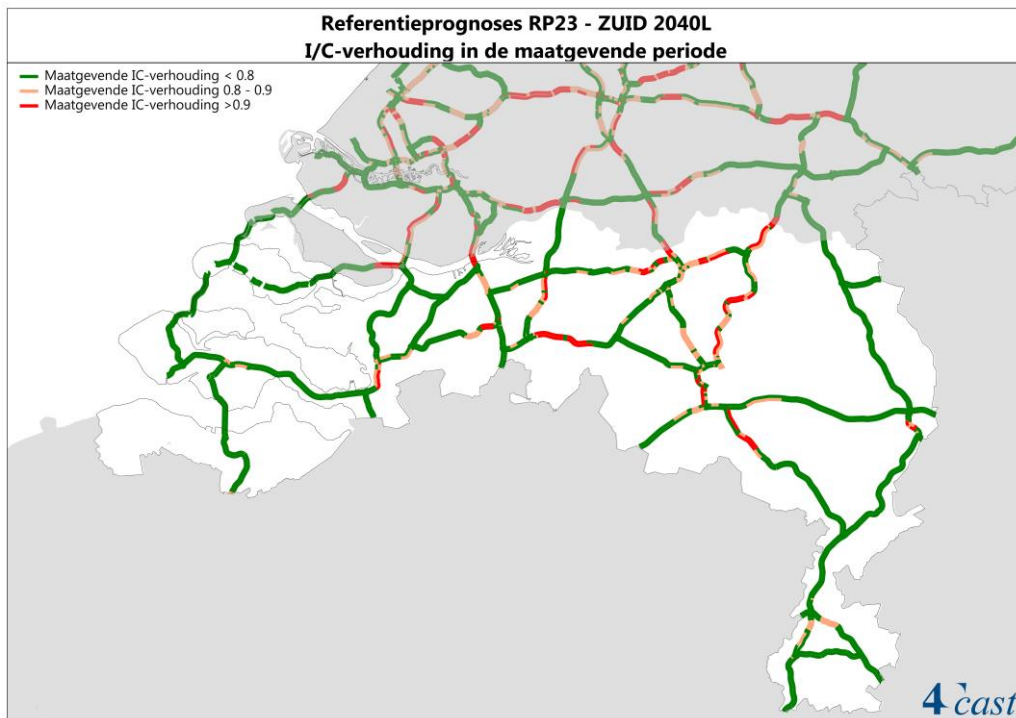 Referentieprognoses RP23 - ZUID 2040L
I/C-verhouding in de maatgevende periode
Maatgevende IC-verhouding < 0.8
Maatgevende IC-verhouding 0.8 - 0.9
Maatgevende IC-verhouding >0.9
4cast